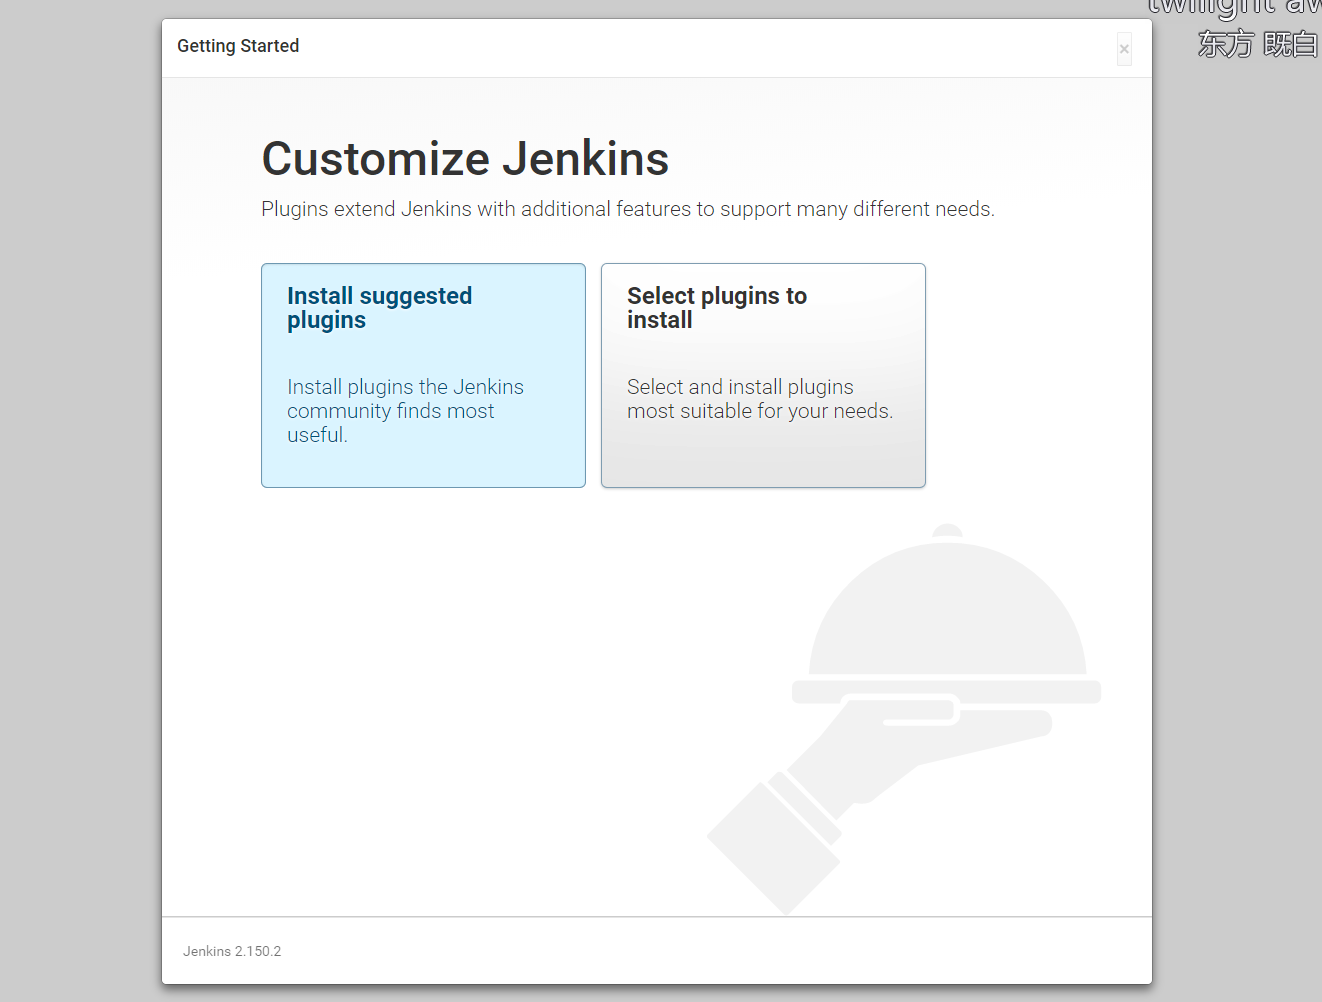 东方 既白
Getting Started
×
Customize Jenkins
Plugins extend Jenkins with additional features to support many different needs.
Install suggested
plugins
Install plugins the Jenkins
community finds most
useful.
Select plugins to
install
Select and install plugins
most suitable for your needs.
Jenkins 2.150.2